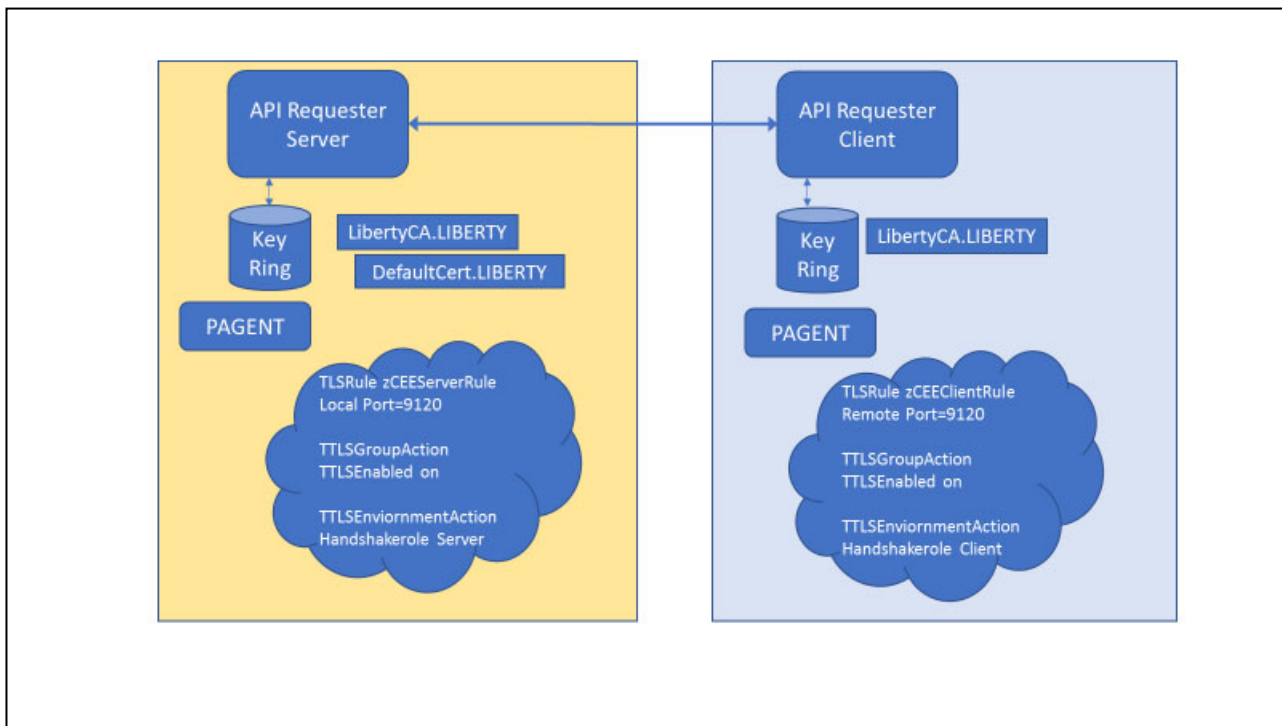 API Requester
Server
Key
Ring
LibertyCA.LIBERTY
DefaultCert.LIBERTY
PAGENT
TLSRule zCEEServerRule
Local Port=9120
TTLSGroupAction
TTLSEnabled on
TTLSEnviornmentAction
Handshakerole Server
API Requester
Client
Key
Ring
LibertyCA.LIBERTY
PAGENT
TLSRule zCEEClientRule
Remote Port=9120
TTLSGroupAction
TTLSEnabled on
TTLSEnviornmentAction
Handshakerole Client